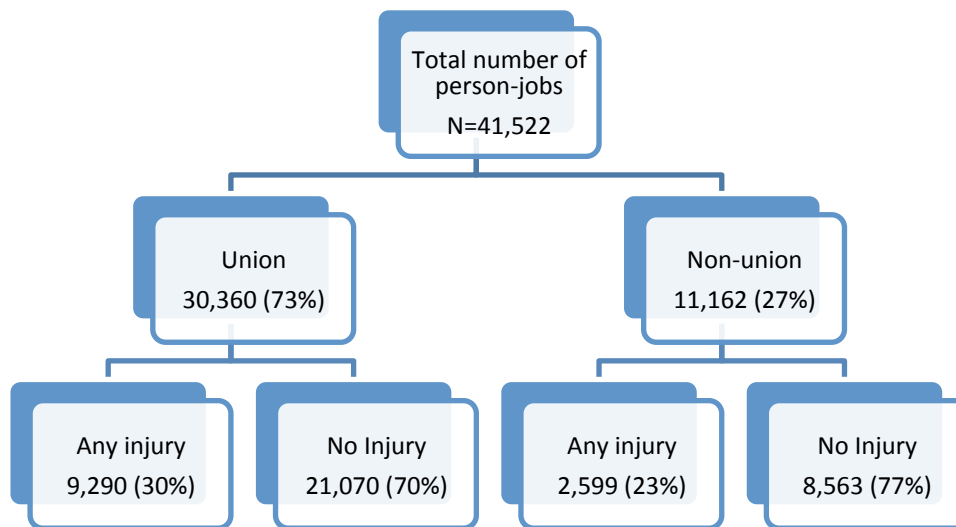 Total number of
person-jobs
N=41,522
Union
30,360 (73%)
Non-union
11,162 (27%)
Any injury
9,290 (30%)
No Injury
21,070 (70%)
Any injury
2,599 (23%)
No Injury
8,563 (77%)